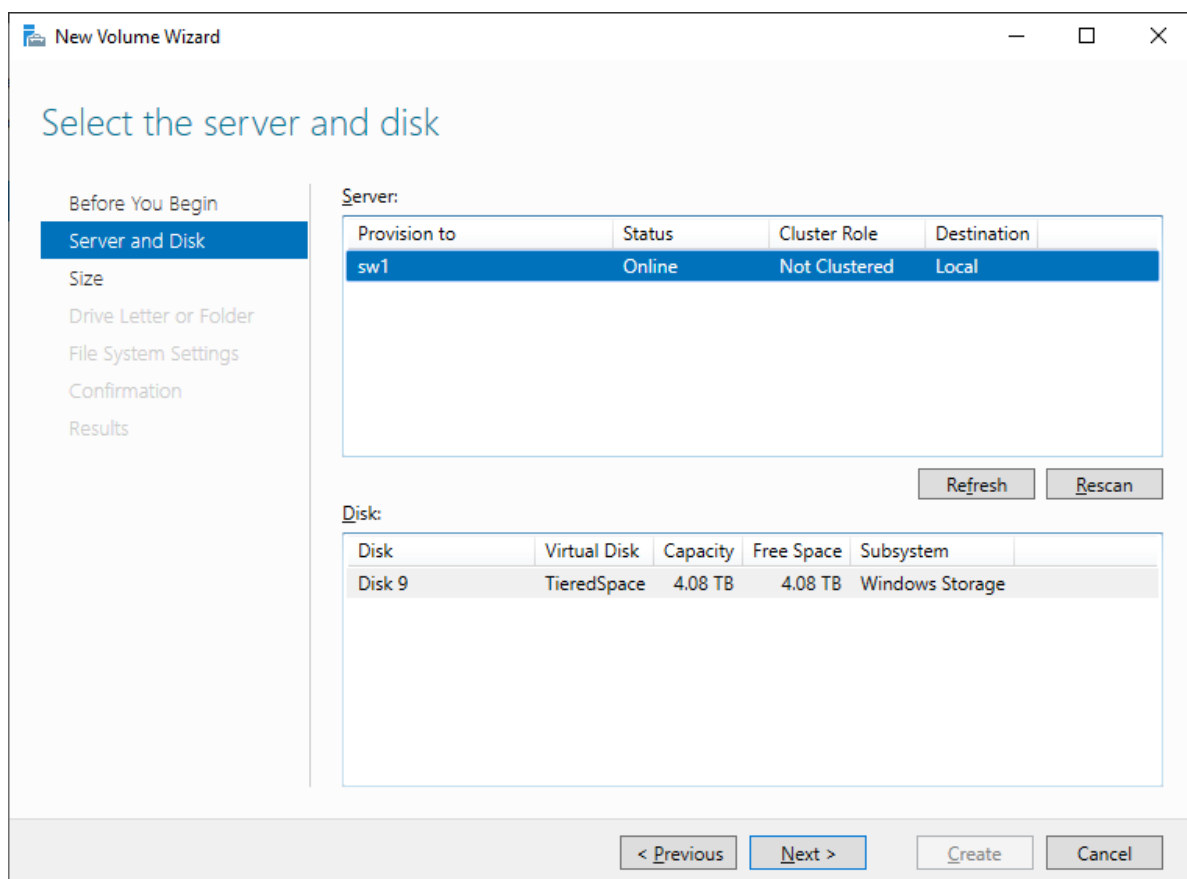 New Volume Wizard
Select the server and disk
Before You Begin
Server and Disk
Size
Drive Letter or Folder
File System Settings
Confirmation
Results
Server:
Provision to Status Cluster Role Destination
sw1 Online Not Clustered Local
Refresh Rescan
Disk:
Disk Virtual Disk Capacity Free Space Subsystem
Disk 9 TieredSpace 4.08 TB 4.08 TB Windows Storage
< Previous Next > Create Cancel